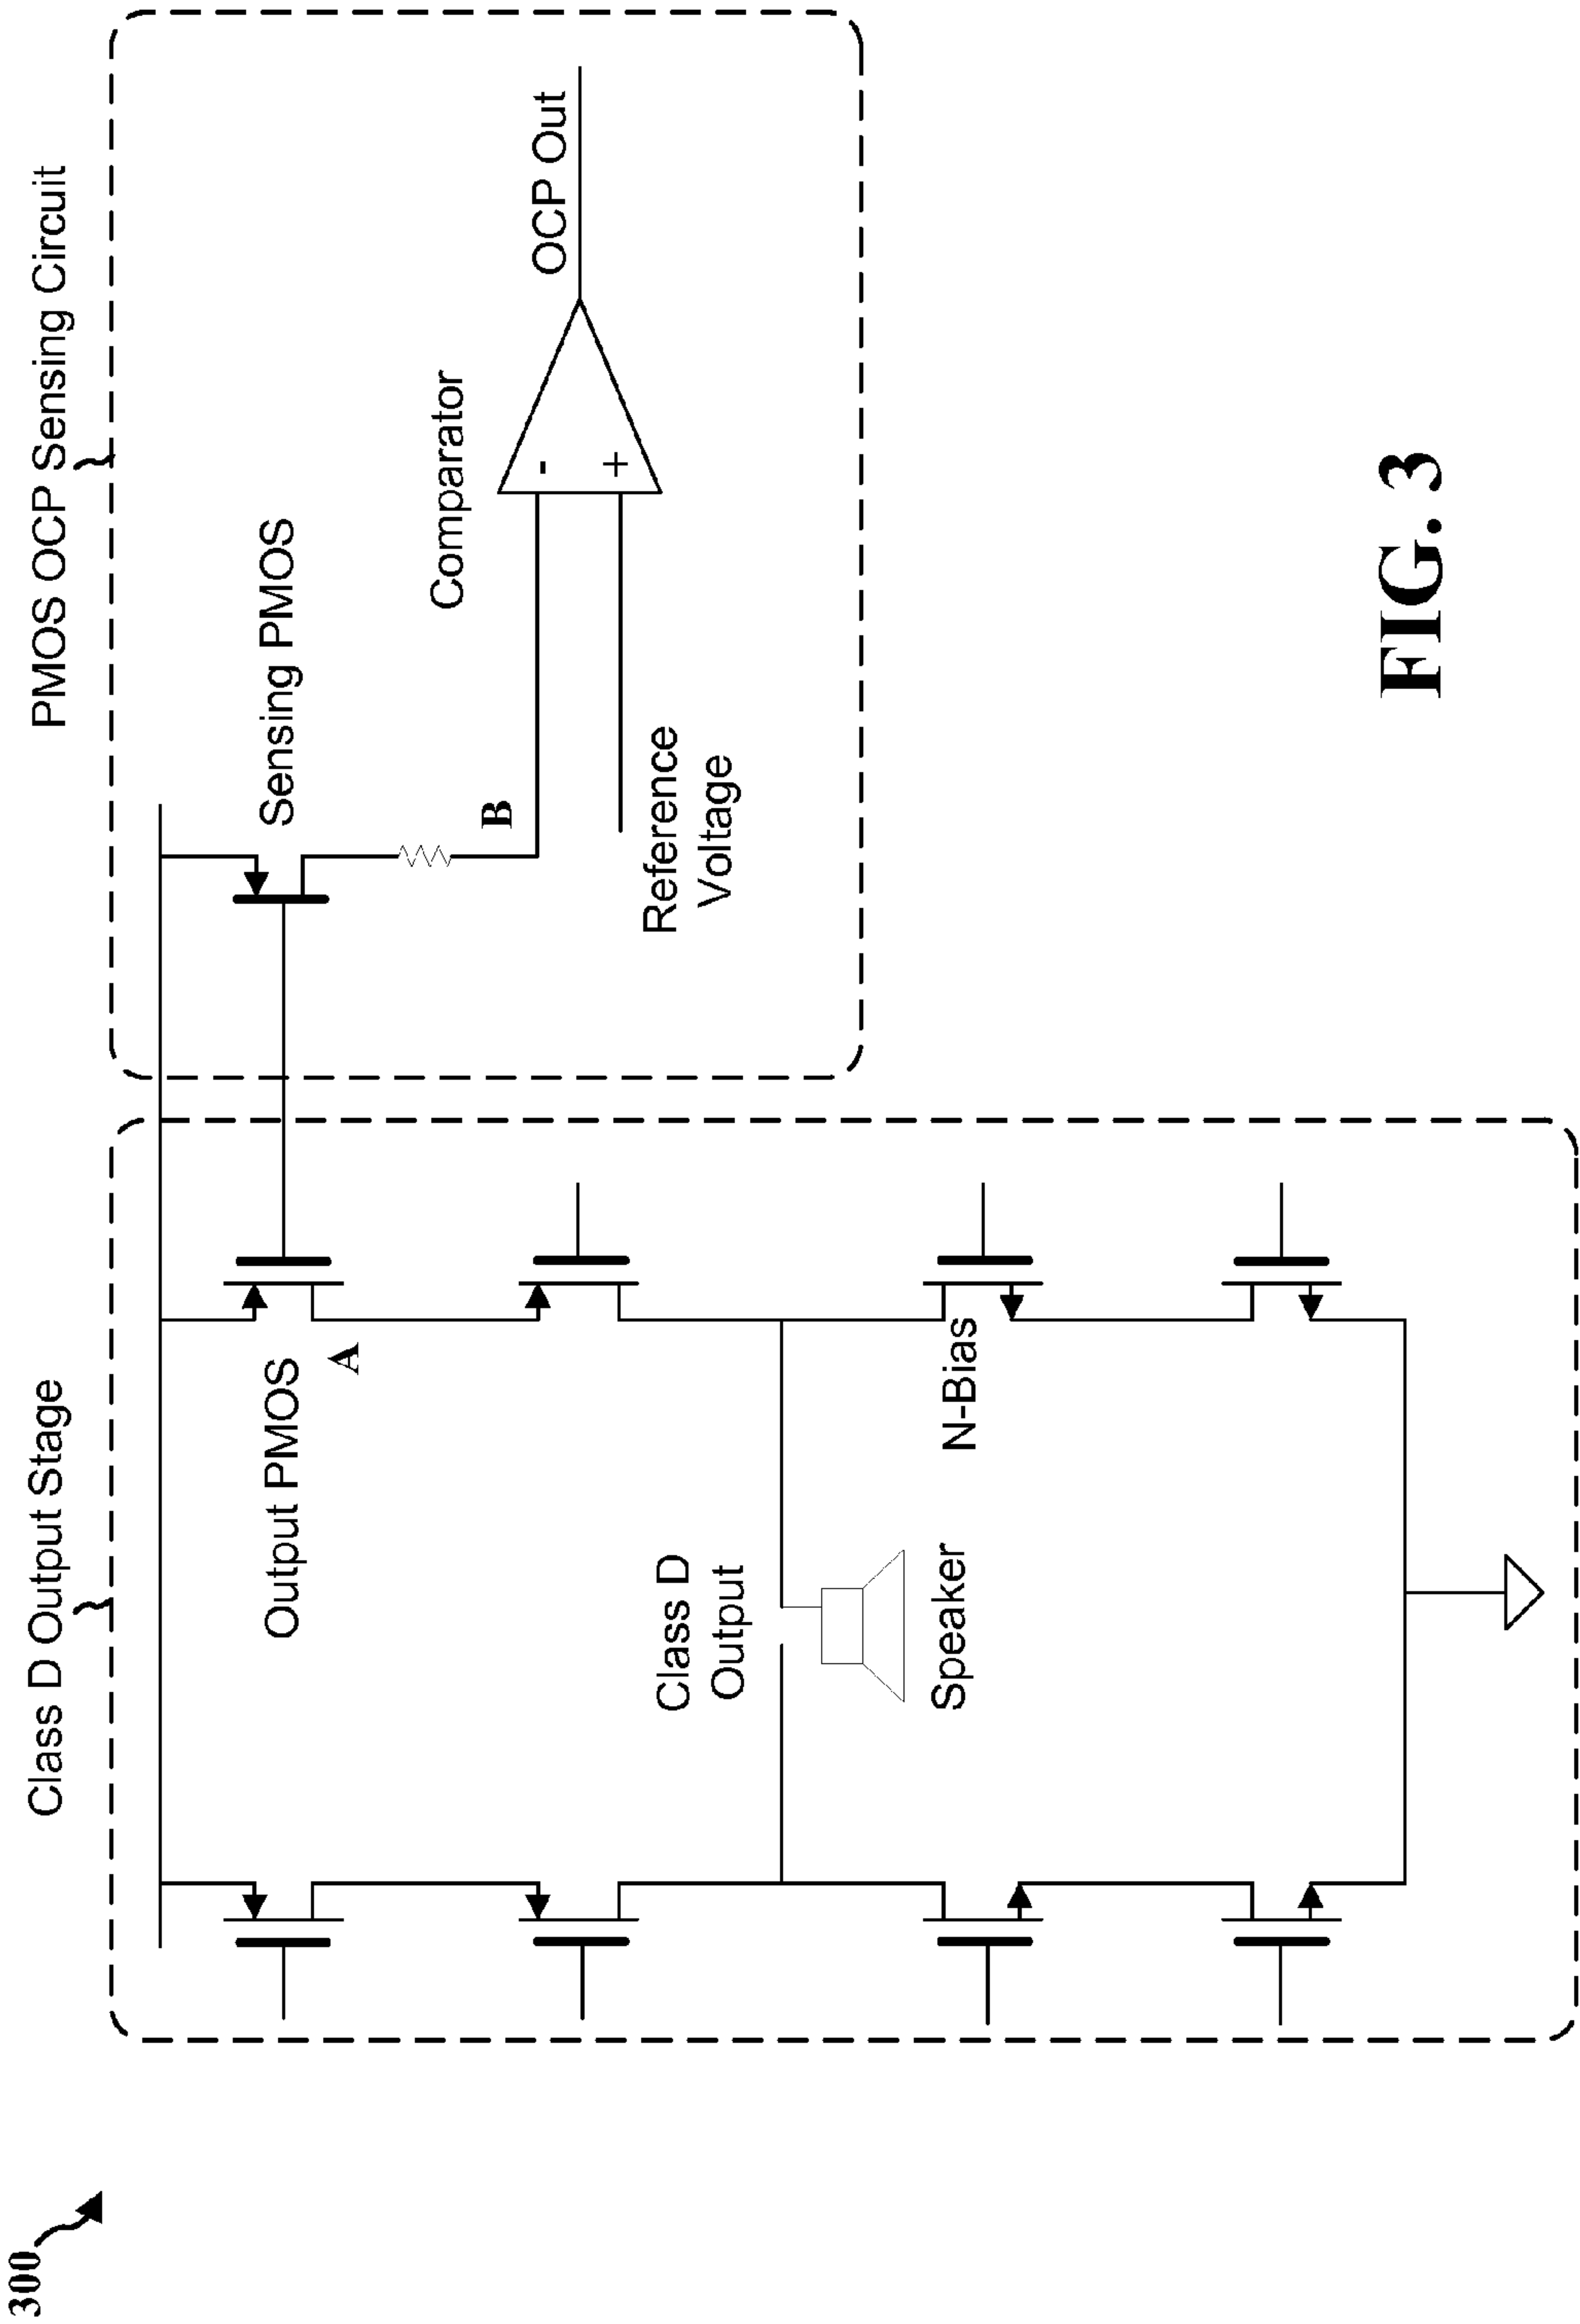 300
Class D Output Stage
PMOS OCP Sensing Circuit
Output PMOS
A
Sensing PMOS
Comparator
B
OCP Out
-
+
Reference
Voltage
Class D
Output
Speaker
N-Bias
FIG. 3